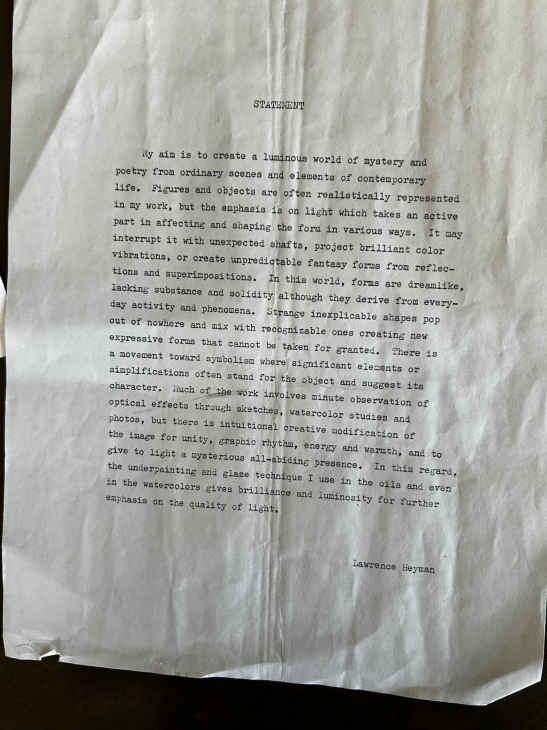 STATEMENT
My aim is to create a luminous world of mystery and
poetry from ordinary scenes and elements of contemporary
life. Figures and objects are often realistically represented
in my work, but the emphasis is on light which takes an active
part in affecting and shaping the form in various ways. It may
interrupt it with unexpected shafts, project brilliant color
vibrations, or create unpredictable fantasy forms from reflec-
tions and superimpositions. In this world, forms are dreamlike,
lacking substance and solidity although they derive from every-
day activity and phenomena. Strange inexplicable shapes pop
out of nowhere and mix with recognizable ones creating new
expressive forms that cannot be taken for granted. There is
a movement toward symbolism where significant elements or
simplifications often stand for the object and suggest its
character. Much of the work involves minute observation of
optical effects through sketches, watercolor studies and
photos, but there is intuitional creative modification of
the image for unity, graphic rhythm, energy and warmth, and to
give to light a mysterious all-abiding presence. In this regard,
the underpainting and glaze technique I use in the oils and even
in the watercolors gives brilliance and luminosity for further
emphasis on the quality of light.
Lawrence Heyman